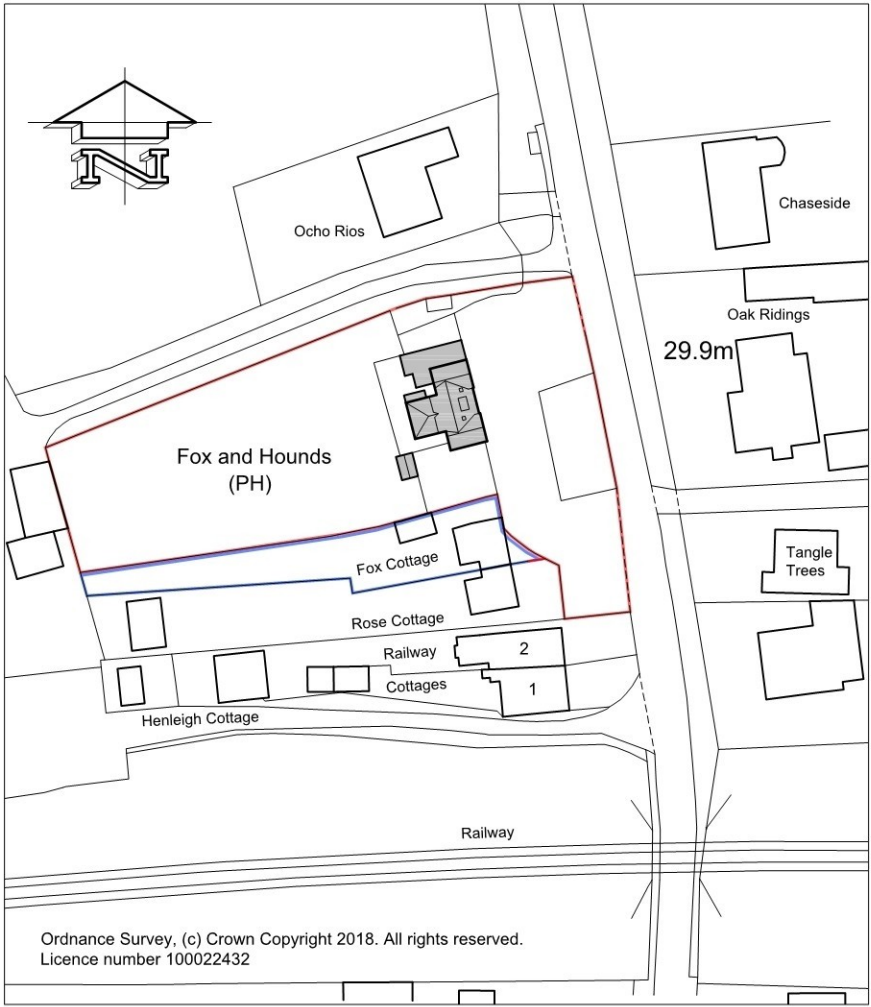 N
Ocho Rios
Chaseside
Oak Ridings
29.9m
Fox and Hounds
(PH)
Fox Cottage
Tangle
Trees
Rose Cottage
Railway
2
Cottages
1
Henleigh Cottage
Railway
Ordnance Survey, (c) Crown Copyright 2018. All rights reserved.
Licence number 100022432